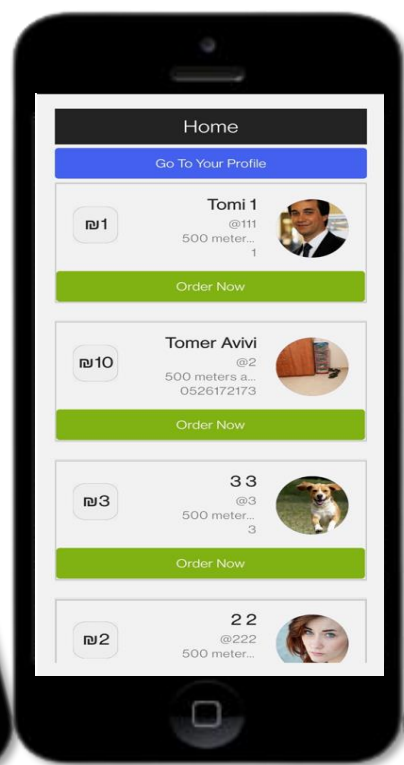 Home
Go To Your Profile
₪1
Tomi 1
@111
500 meter...
1
Order Now
₪10
Tomer Avivi
@2
500 meters a...
0526172173
Order Now
₪3
3 3
@3
500 meter...
3
Order Now
₪2
2 2
@222
500 meter...